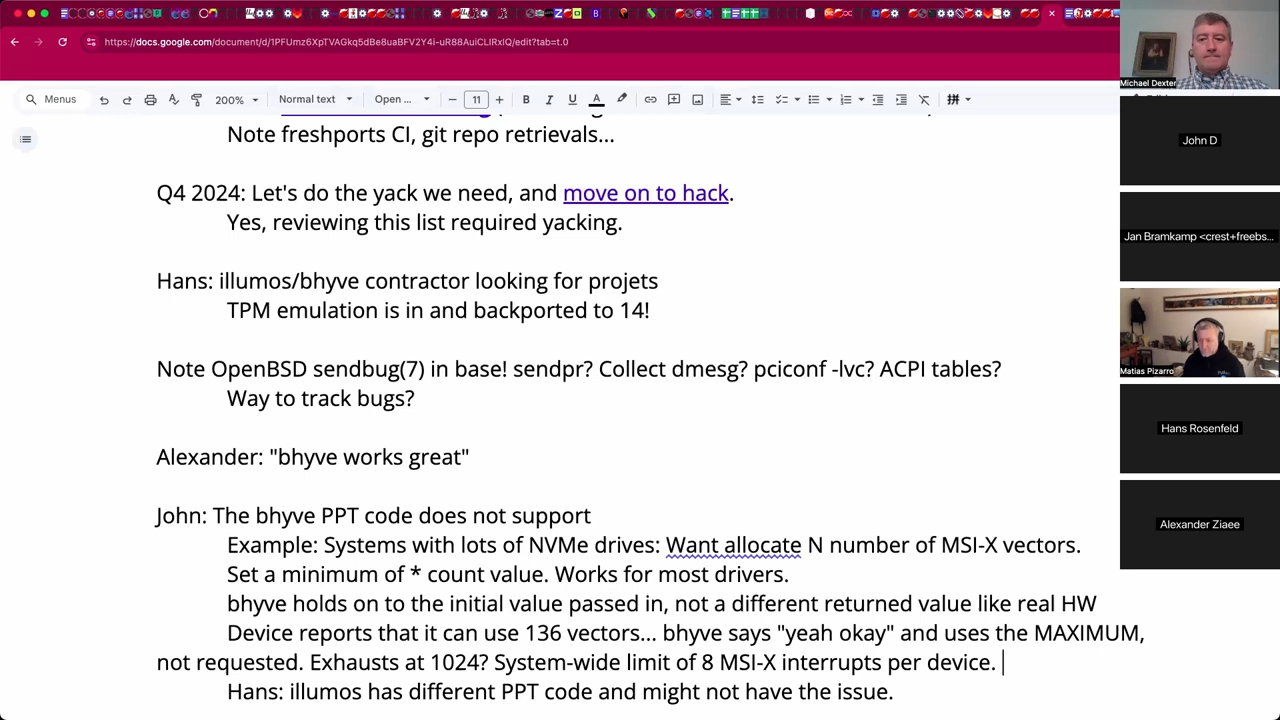 https://docs.google.com/document/d/1PFUmz6XpTVAGkq5dBe8uaBFV2Y4i-uR88AuiCLIRxIQ/edit?tab=t.0
Menus 200% Normal text Open ... 11
Note freshports CI, git repo retrievals...
Q4 2024: Let's do the yack we need, and move on to hack.
Yes, reviewing this list required yacking.
Hans: illumos/bhyve contractor looking for projets
TPM emulation is in and backported to 14!
Note OpenBSD sendbug(7) in base! sendpr? Collect dmesg? pciconf -lvc? ACPI tables?
Way to track bugs?
Alexander: "bhyve works great"
John: The bhyve PPT code does not support
Example: Systems with lots of NVMe drives: Want allocate N number of MSI-X vectors.
Set a minimum of * count value. Works for most drivers.
bhyve holds on to the initial value passed in, not a different returned value like real HW
Device reports that it can use 136 vectors... bhyve says "yeah okay" and uses the MAXIMUM,
not requested. Exhausts at 1024? System-wide limit of 8 MSI-X interrupts per device.
Hans: illumos has different PPT code and might not have the issue.
Michael Dexter
John D
Jan Bramkamp <crest+freebs...
Matias Pizarro
Hans Rosenfeld
Alexander Ziaee